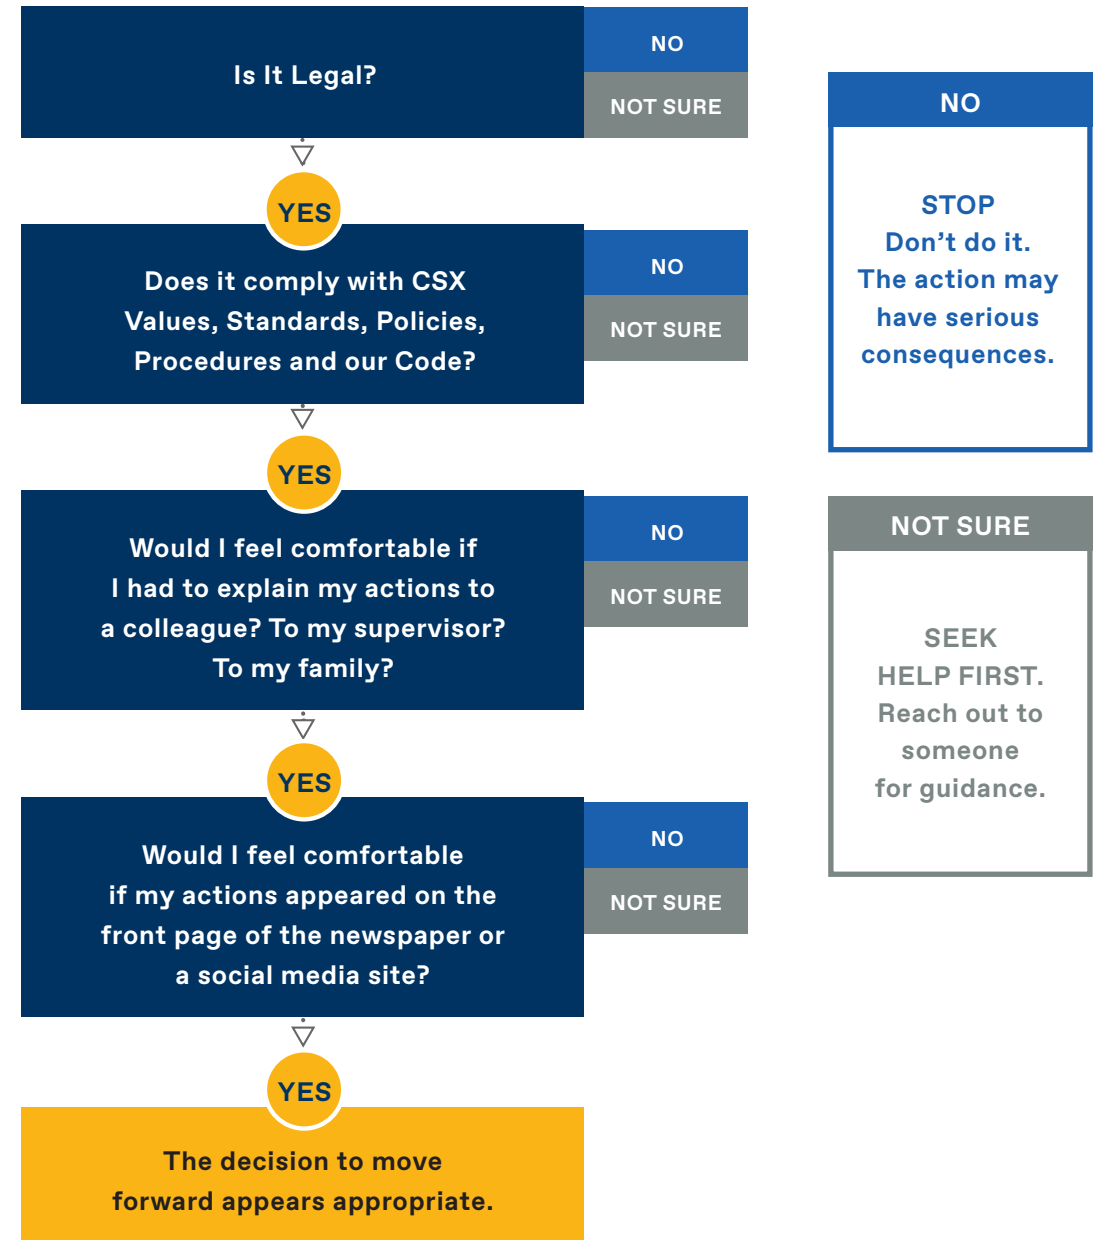 Is It Legal?
NO
NOT SURE
YES
Does it comply with CSX
Values, Standards, Policies,
Procedures and our Code?
NO
NOT SURE
YES
Would I feel comfortable if
I had to explain my actions to
a colleague? To my supervisor?
To my family?
NO
NOT SURE
YES
Would I feel comfortable
if my actions appeared on the
front page of the newspaper or
a social media site?
NO
NOT SURE
YES
The decision to move
forward appears appropriate.
NO
STOP
Don’t do it.
The action may
have serious
consequences.
NOT SURE
SEEK
HELP FIRST.
Reach out to
someone
for guidance.